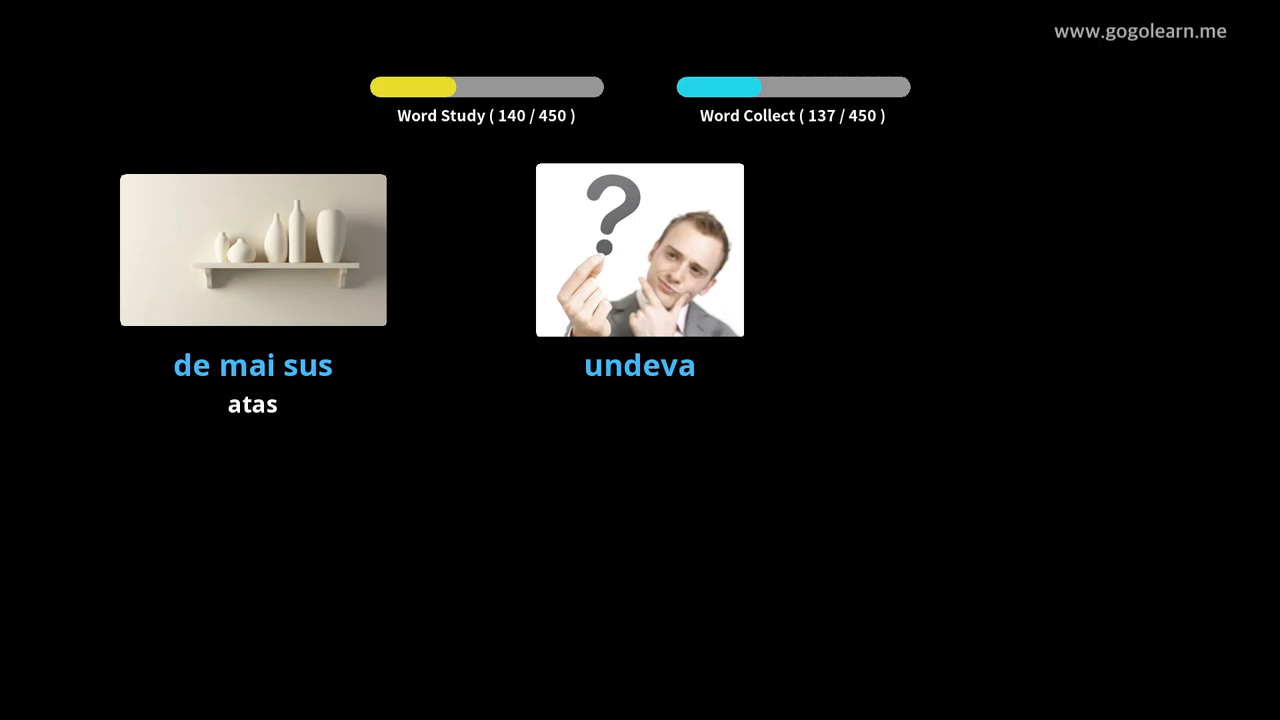 www.gogolearn.me
Word Study ( 140 / 450 )
Word Collect ( 137 / 450 )
?
de mai sus
undeva
atas